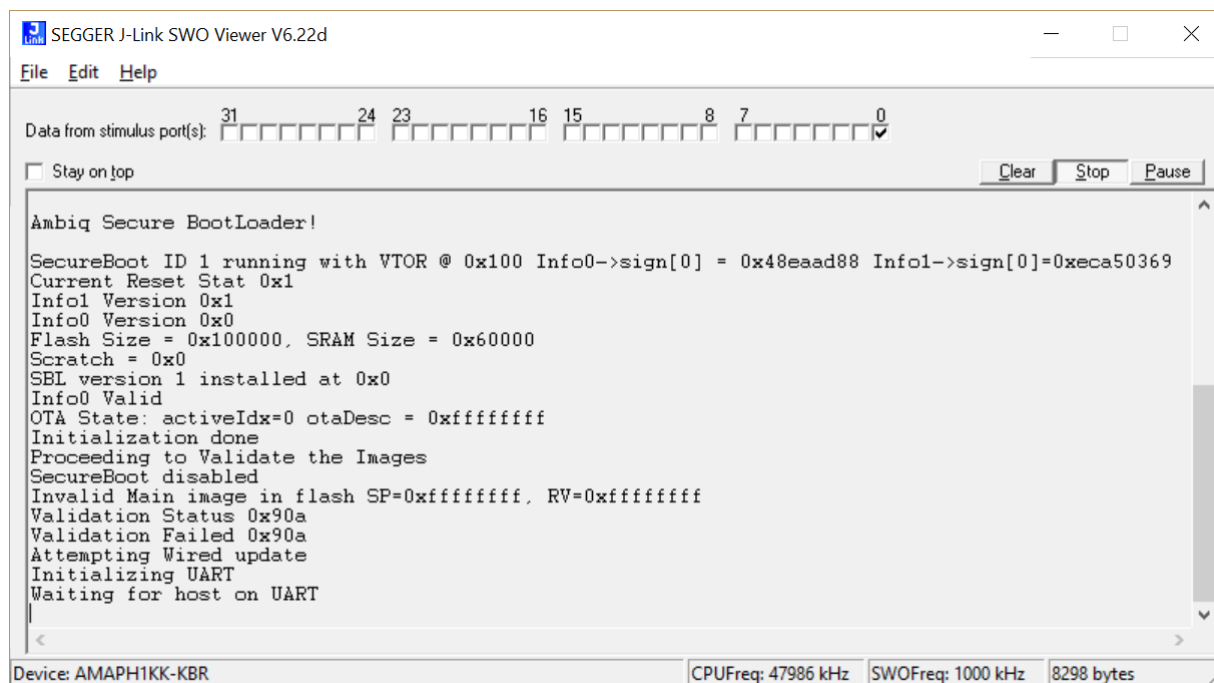 J-Link SEGGER J-Link SWO Viewer V6.22d
File Edit Help
Data from stimulus port(s): 31 24 23 16 15 8 7 0
Stay on top Clear Stop Pause
Ambiq Secure BootLoader!
SecureBoot ID 1 running with VTOR @ 0x100 Info0->sign[0] = 0x48eaad88 Info1->sign[0]=0xeca50369
Current Reset Stat 0x1
Info1 Version 0x1
Info0 Version 0x0
Flash Size = 0x100000, SRAM Size = 0x60000
Scratch = 0x0
SBL version 1 installed at 0x0
Info0 Valid
OTA State: activeIdx=0 otaDesc = 0xffffffff
Initialization done
Proceeding to Validate the Images
SecureBoot disabled
Invalid Main image in flash SP=0xffffffff, RV=0xffffffff
Validation Status 0x90a
Validation Failed 0x90a
Attempting Wired update
Initializing UART
Waiting for host on UART
Device: AMAPH1KK-KBR CPUFreq: 47986 kHz SWOFreq: 1000 kHz 8298 bytes